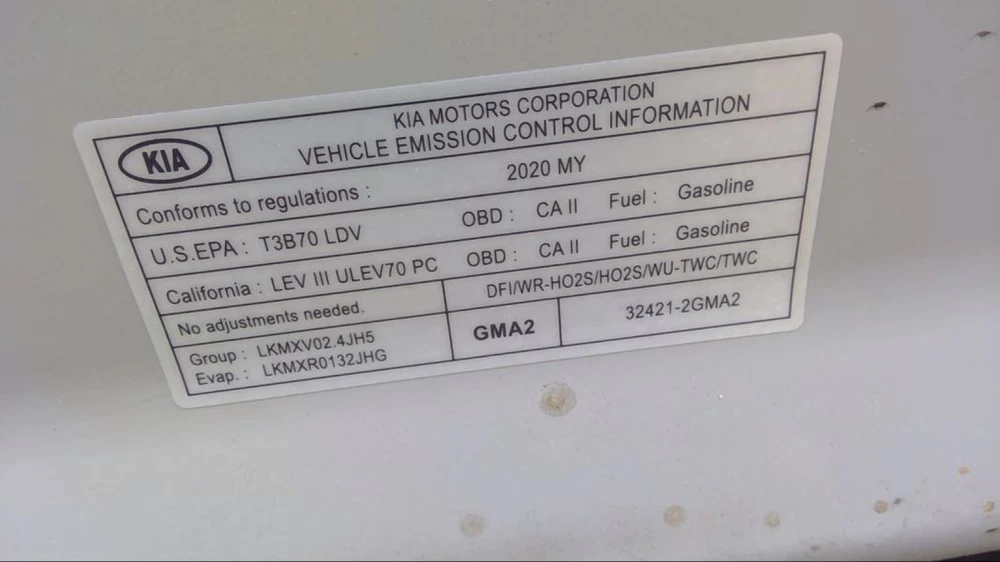 KIA
KIA MOTORS CORPORATION
VEHICLE EMISSION CONTROL INFORMATION
Conforms to regulations : 2020 MY
U.S.EPA : T3B70 LDV OBD : CA II Fuel : Gasoline
California : LEV III ULEV70 PC OBD : CA II Fuel : Gasoline
No adjustments needed. DFI/WR-HO2S/HO2S/WU-TWC/TWC
Group : LKMXV02.4JH5
Evap. : LKMXR0132JHG
GMA2
32421-2GMA2